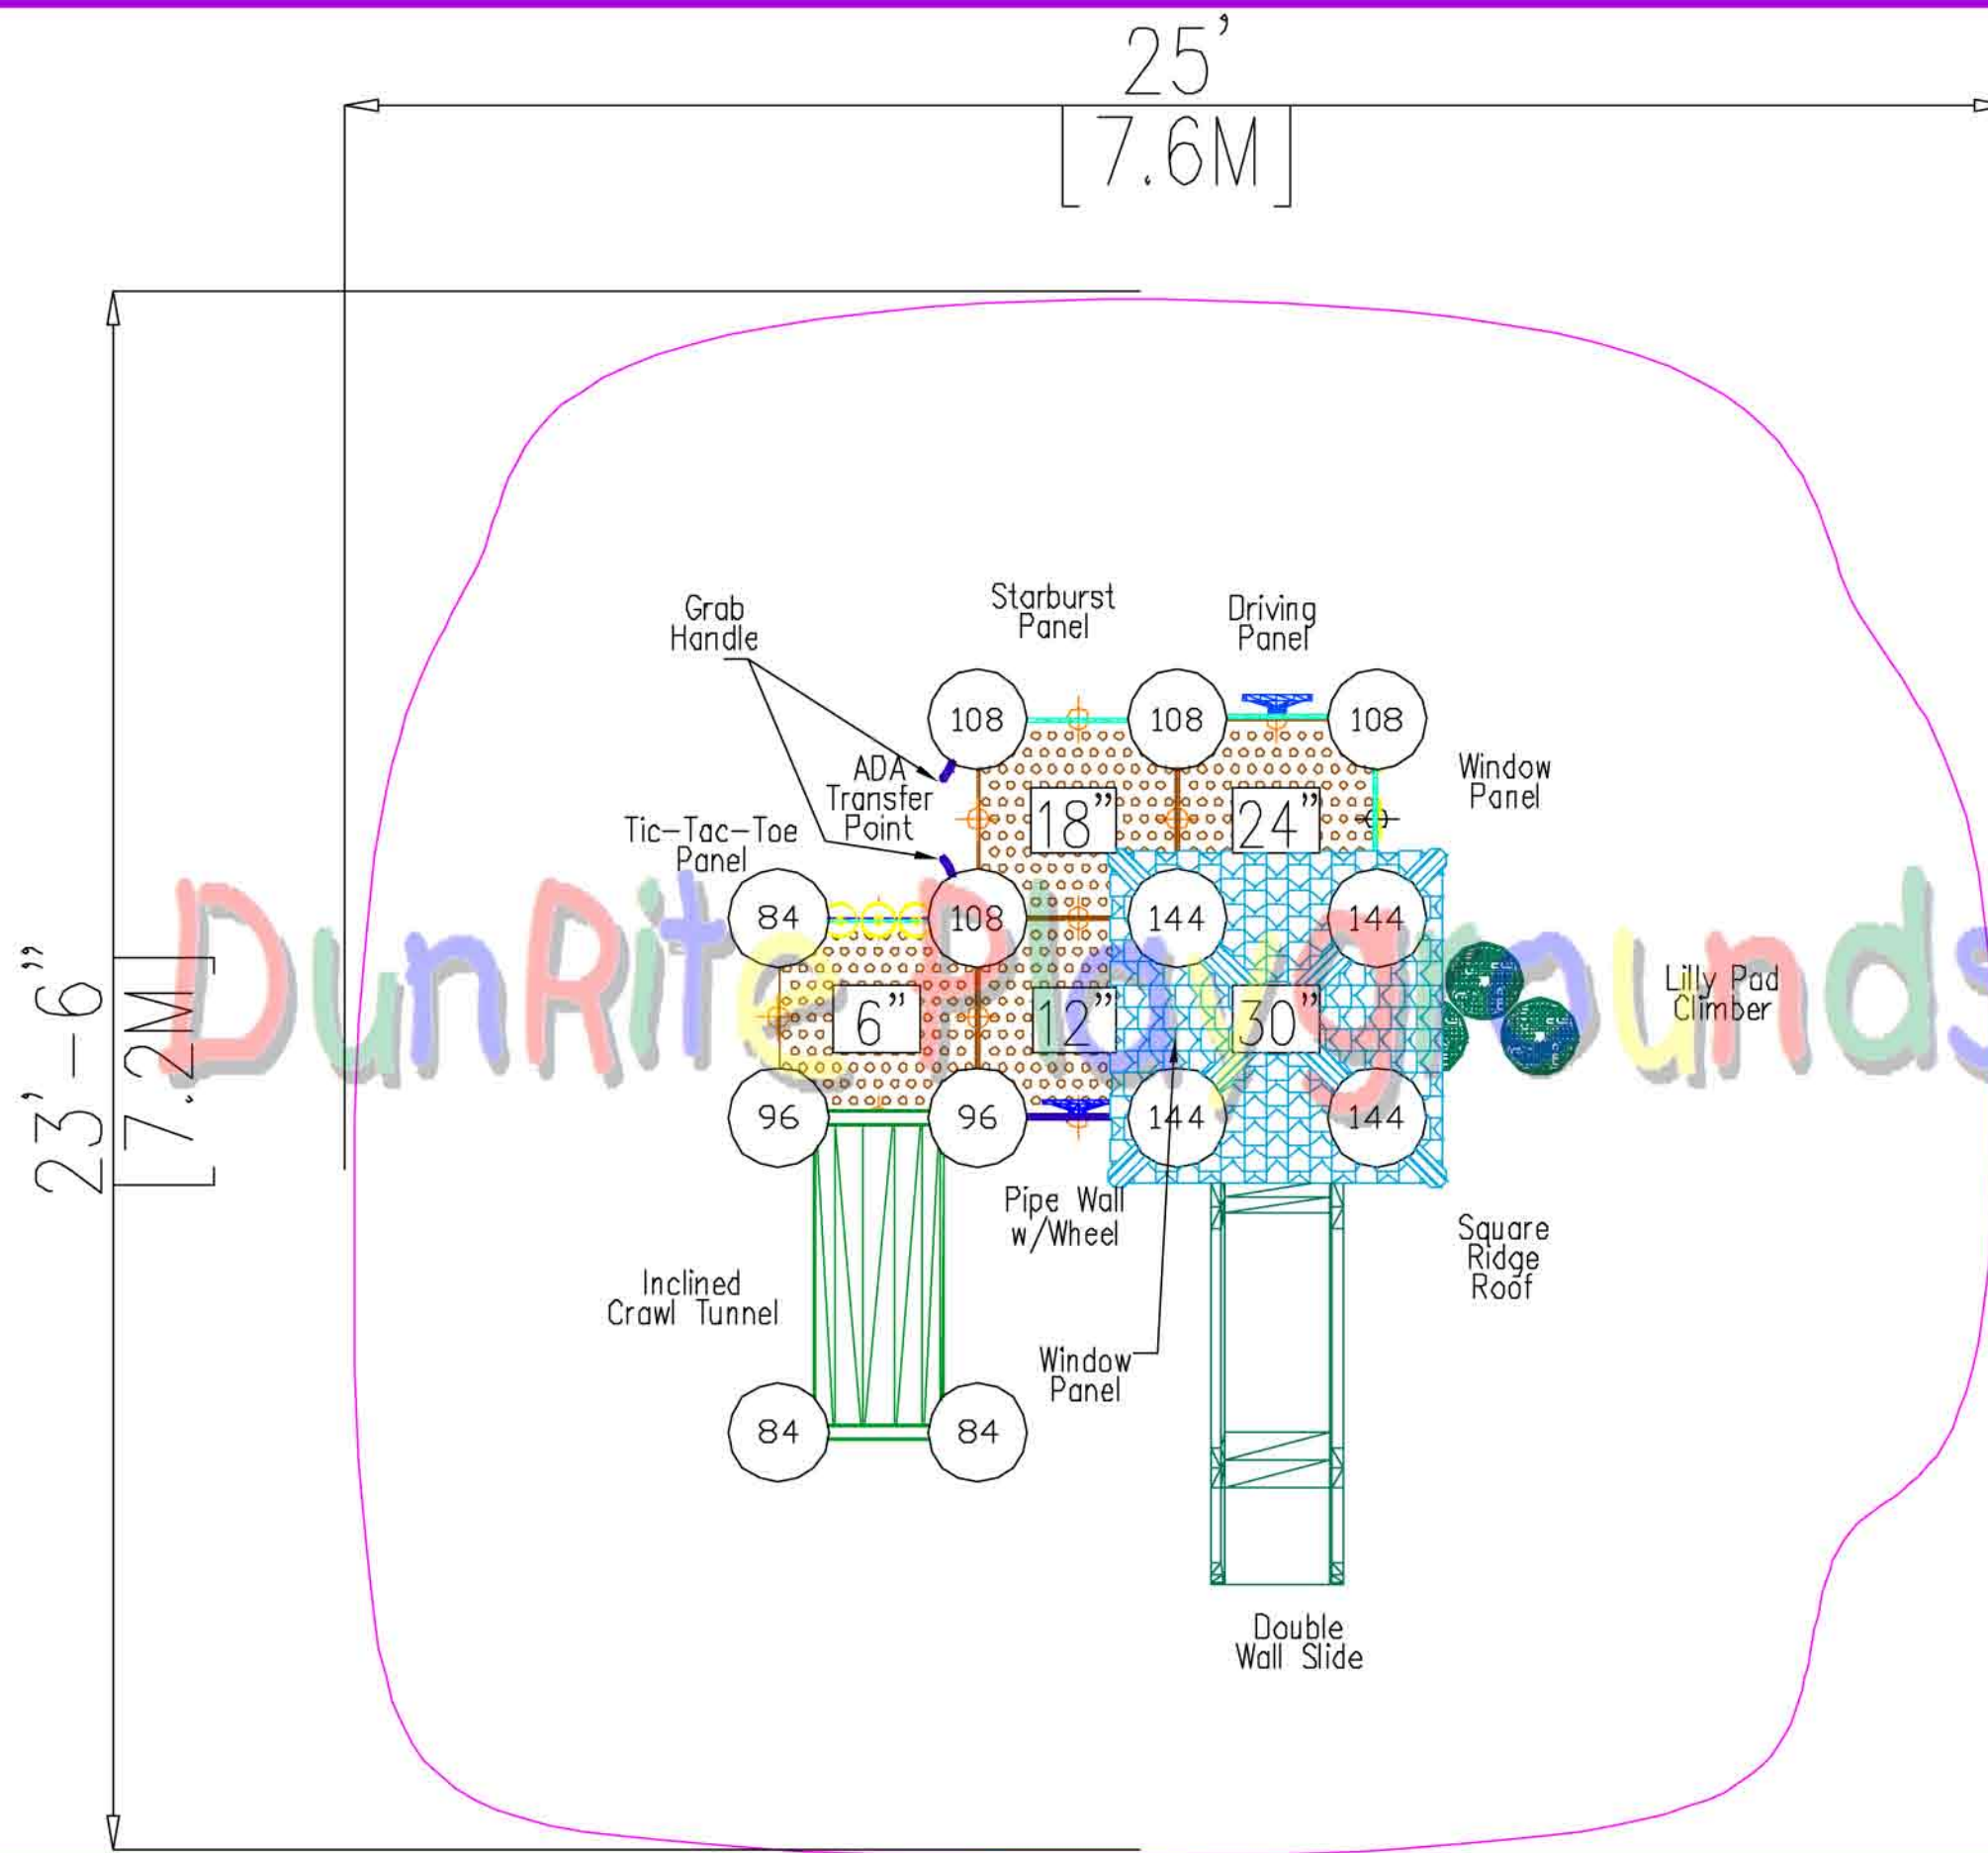 25'
[7.6M]
23'-6"
[7.2M]
Grab
Handle
Starburst
Panel
Driving
Panel
108
108
108
ADA
Transfer
Point
Window
Panel
18"
24"
Tic-Tac-Toe
Panel
84
108
144
144
DunRite Playgrounds
6"
12"
30"
Lilly Pad
Climber
96
96
144
144
Pipe Wall
w/Wheel
Square
Ridge
Roof
Inclined
Crawl Tunnel
Window
Panel
84
84
Double
Wall Slide